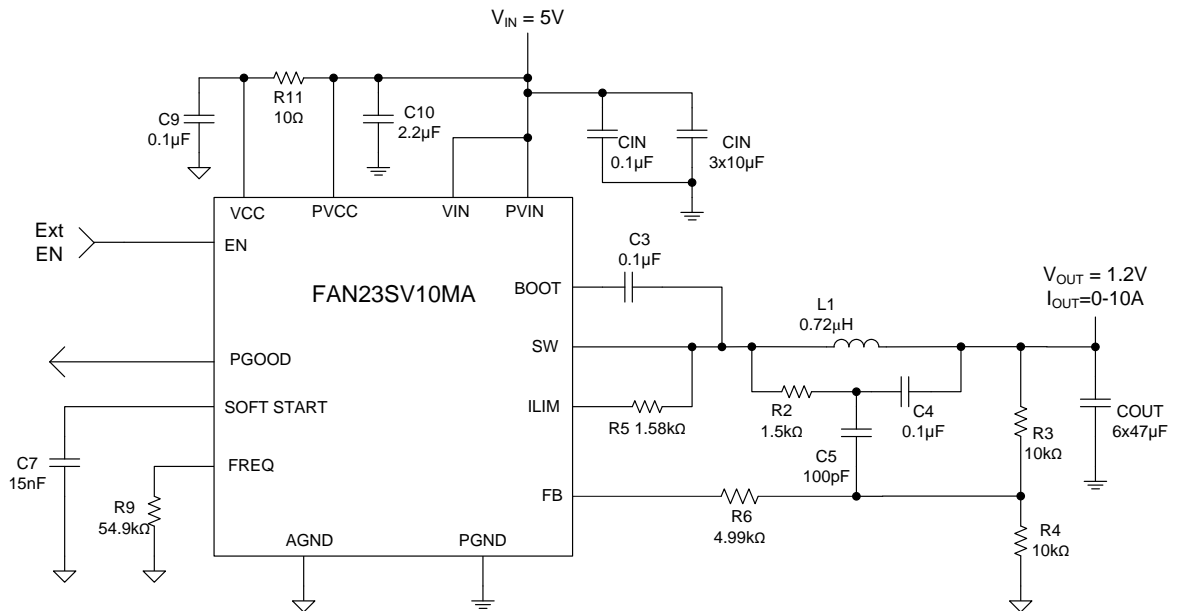 VIN = 5V
R11
10Ω
C9
0.1µF
C10
2.2µF
CIN
0.1µF
CIN
3x10µF
VCC
PVCC
VIN
PVIN
Ext
EN
EN
FAN23SV10MA
BOOT
C3
0.1µF
VOUT = 1.2V
IOUT=0-10A
L1
0.72µH
SW
PGOOD
SOFT START
ILIM
R5 1.58kΩ
R2
1.5kΩ
C4
0.1µF
C5
100pF
R3
10kΩ
COUT
6x47µF
C7
15nF
FREQ
R9
54.9kΩ
FB
R6
4.99kΩ
R4
10kΩ
AGND
PGND